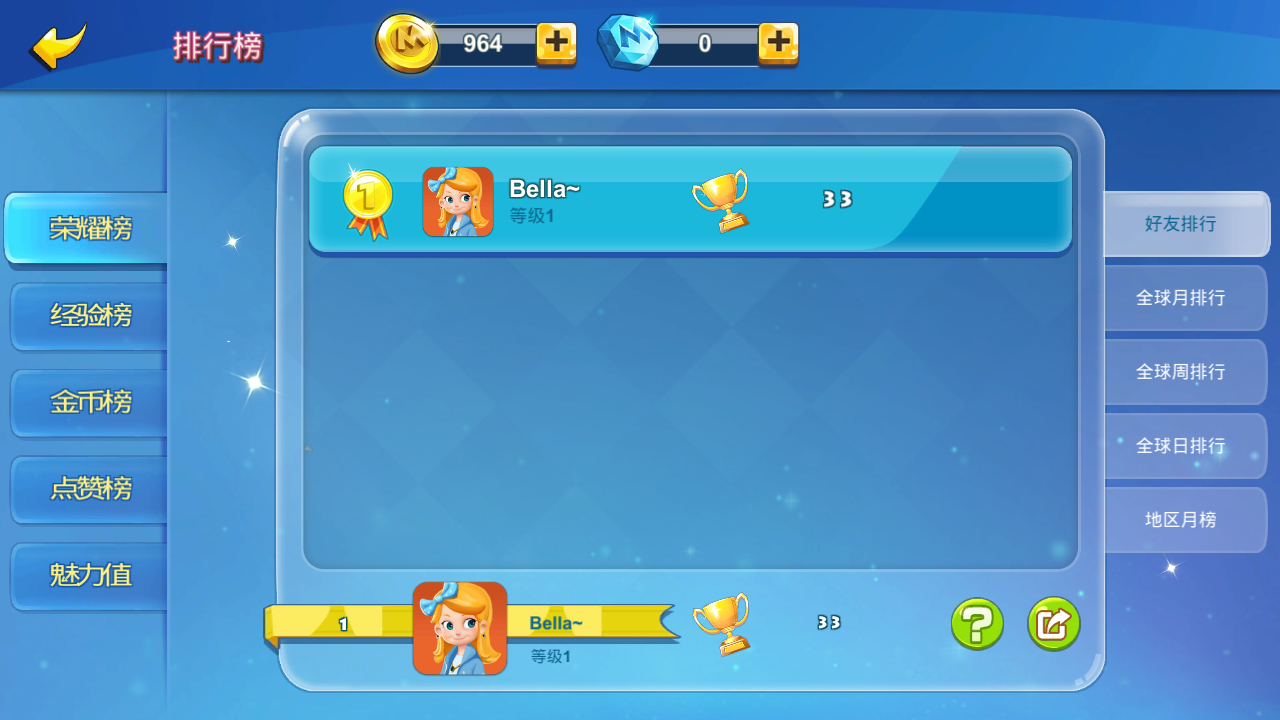 排行榜
964
0
荣耀榜
经验榜
金币榜
点赞榜
魅力值
1
Bella~
等级1
33
好友排行
全球月排行
全球周排行
全球日排行
地区月榜
1
Bella~
等级1
33
?